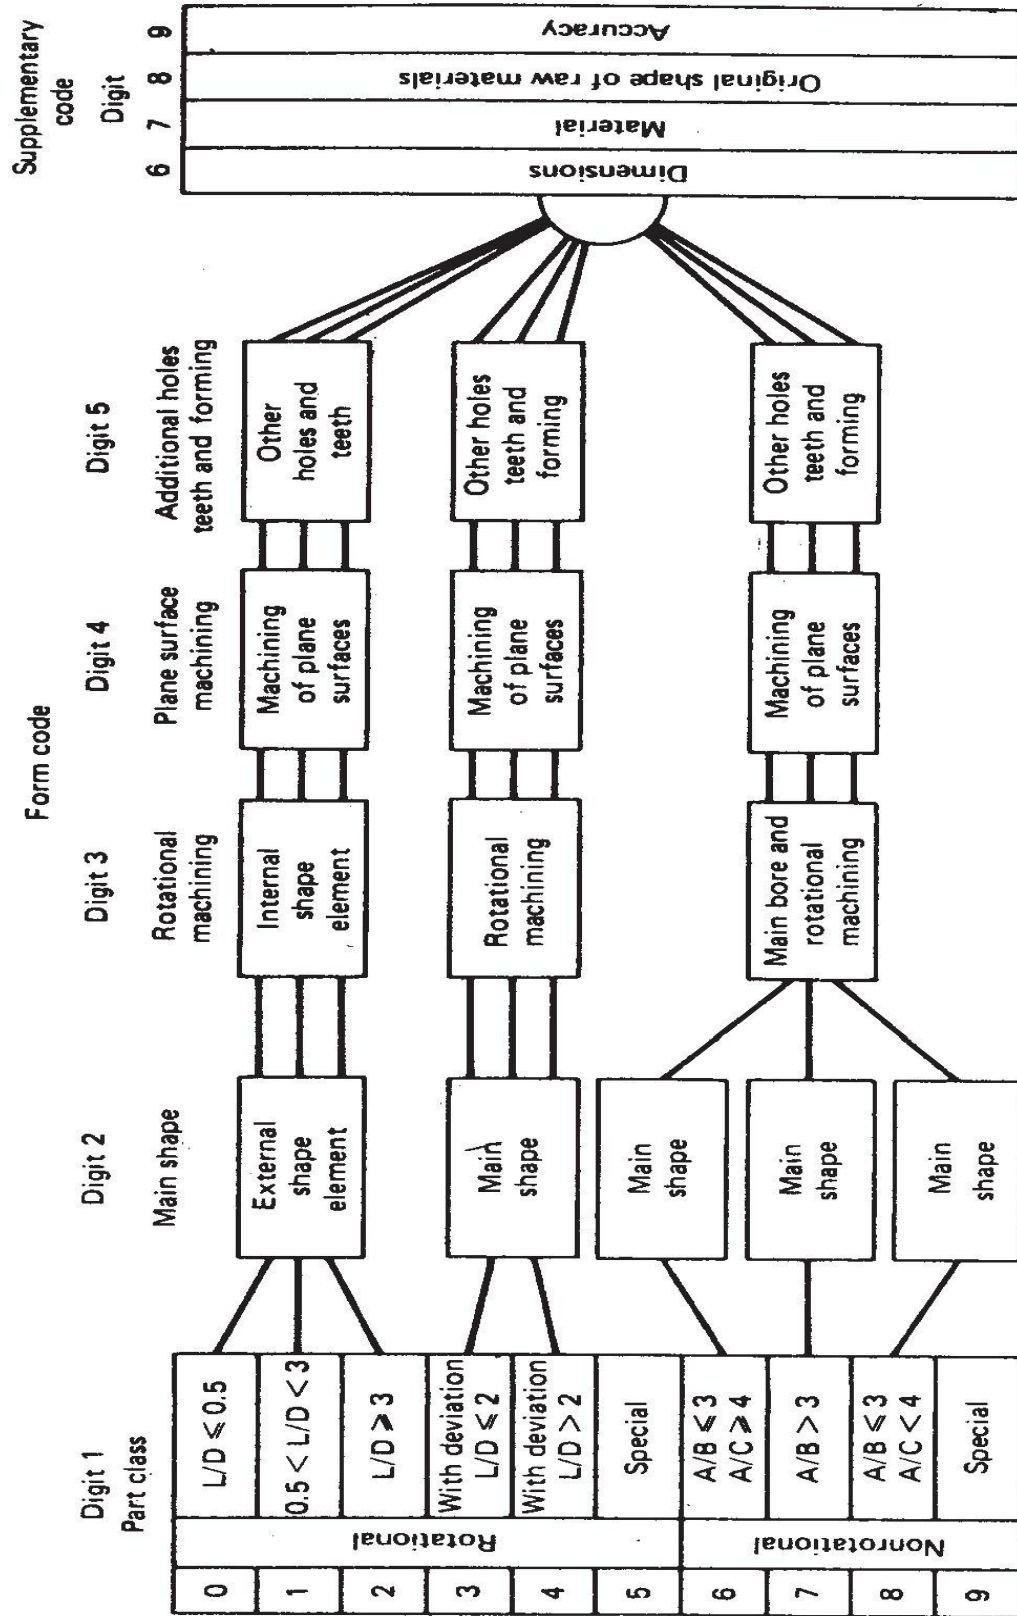 Form code
Supplementary
code
Digit 1
Part class
Digit 2
Main shape
Digit 3
Rotational
machining
Digit 4
Plane surface
machining
Digit 5
Additional holes
teeth and forming
Digit
6
7
8
9
0
1
2
3
4
5
6
7
8
9
Rotational
Nonrotational
L/D ⩽ 0.5
0.5 < L/D < 3
L/D ⩾ 3
With deviation
L/D ⩽ 2
With deviation
L/D > 2
Special
A/B ⩽ 3
A/C ⩾ 4
A/B > 3
A/B ⩽ 3
A/C < 4
Special
External
shape
element
Internal
shape
element
Machining
of plane
surfaces
Other
holes and
teeth
Main
shape
Rotational
machining
Machining
of plane
surfaces
Other holes
teeth and
forming
Main
shape
Main
shape
Main
shape
Main bore and
rotational
machining
Machining
of plane
surfaces
Other holes
teeth and
forming
Dimensions
Material
Original shape of raw materials
Accuracy